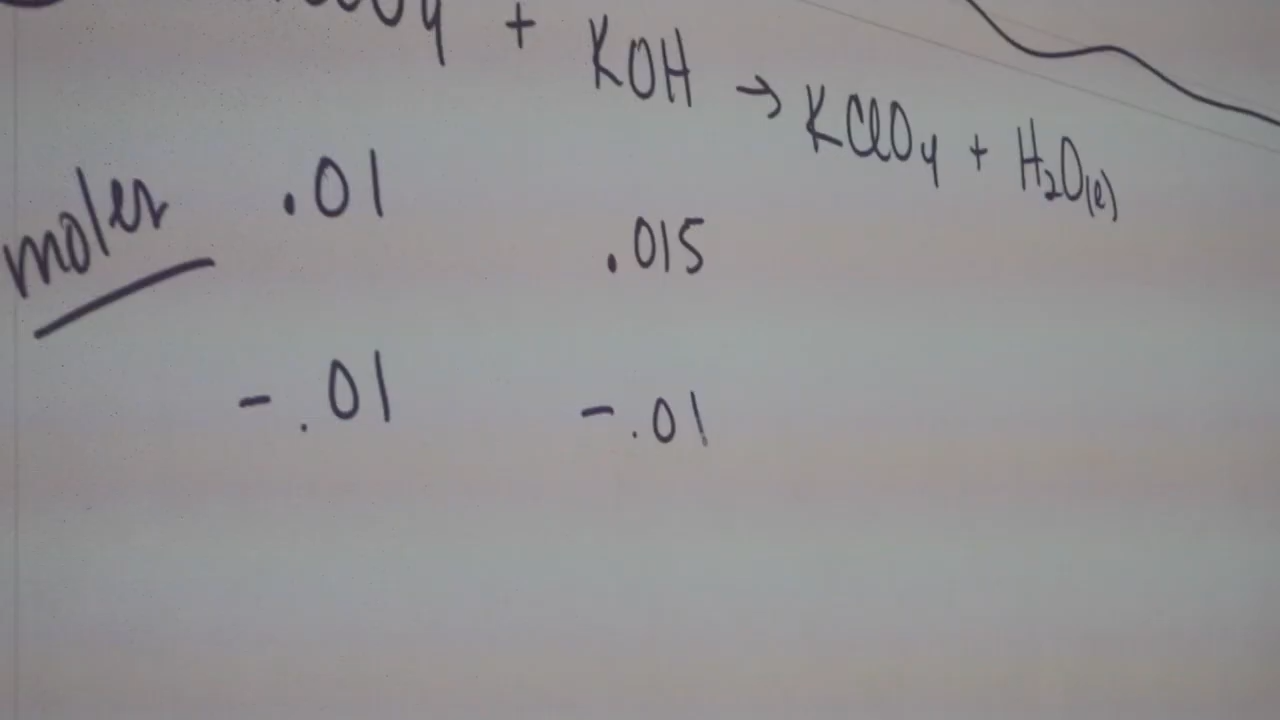 + KOH → KClO4 + H2O(l)
moles .01 .015
- .01 - .01